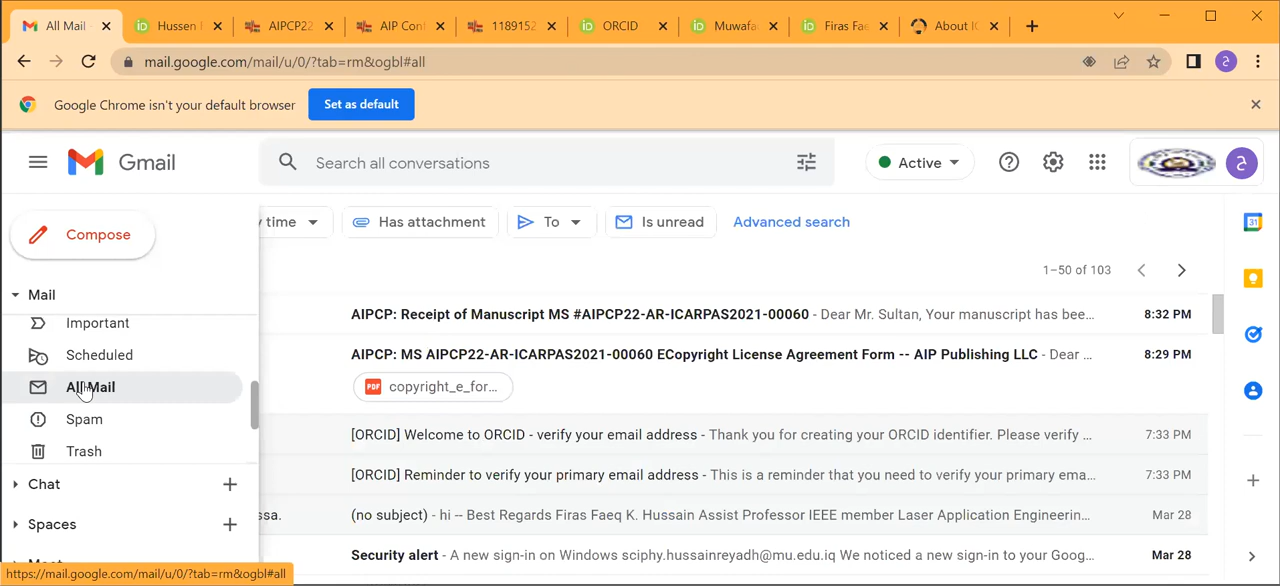 All Mail
Hussen
AIPCP22
AIP Conf
1189152
ORCID
Muwafa
Firas Fae
About IC
mail.google.com/mail/u/0/?tab=rm&ogbl#all
Google Chrome isn't your default browser
Set as default
Gmail
Search all conversations
Active
Compose
y time
Has attachment
To
Is unread
Advanced search
31
1–50 of 103
Mail
Important
Scheduled
All Mail
Spam
Trash
Chat
Spaces
AIPCP: Receipt of Manuscript MS #AIPCP22-AR-ICARPAS2021-00060 - Dear Mr. Sultan, Your manuscript has bee... 8:32 PM
AIPCP: MS AIPCP22-AR-ICARPAS2021-00060 ECopyright License Agreement Form -- AIP Publishing LLC - Dear ... 8:29 PM
PDF copyright_e_for...
[ORCID] Welcome to ORCID - verify your email address - Thank you for creating your ORCID identifier. Please verify ... 7:33 PM
[ORCID] Reminder to verify your primary email address - This is a reminder that you need to verify your primary ema... 7:33 PM
ssa. (no subject) - hi -- Best Regards Firas Faeq K. Hussain Assist Professor IEEE member Laser Application Engineerin... Mar 28
Security alert - A new sign-in on Windows sciphy.hussainreyadh@mu.edu.iq We noticed a new sign-in to your Goog... Mar 28
https://mail.google.com/mail/u/0/?tab=rm&ogbl#all